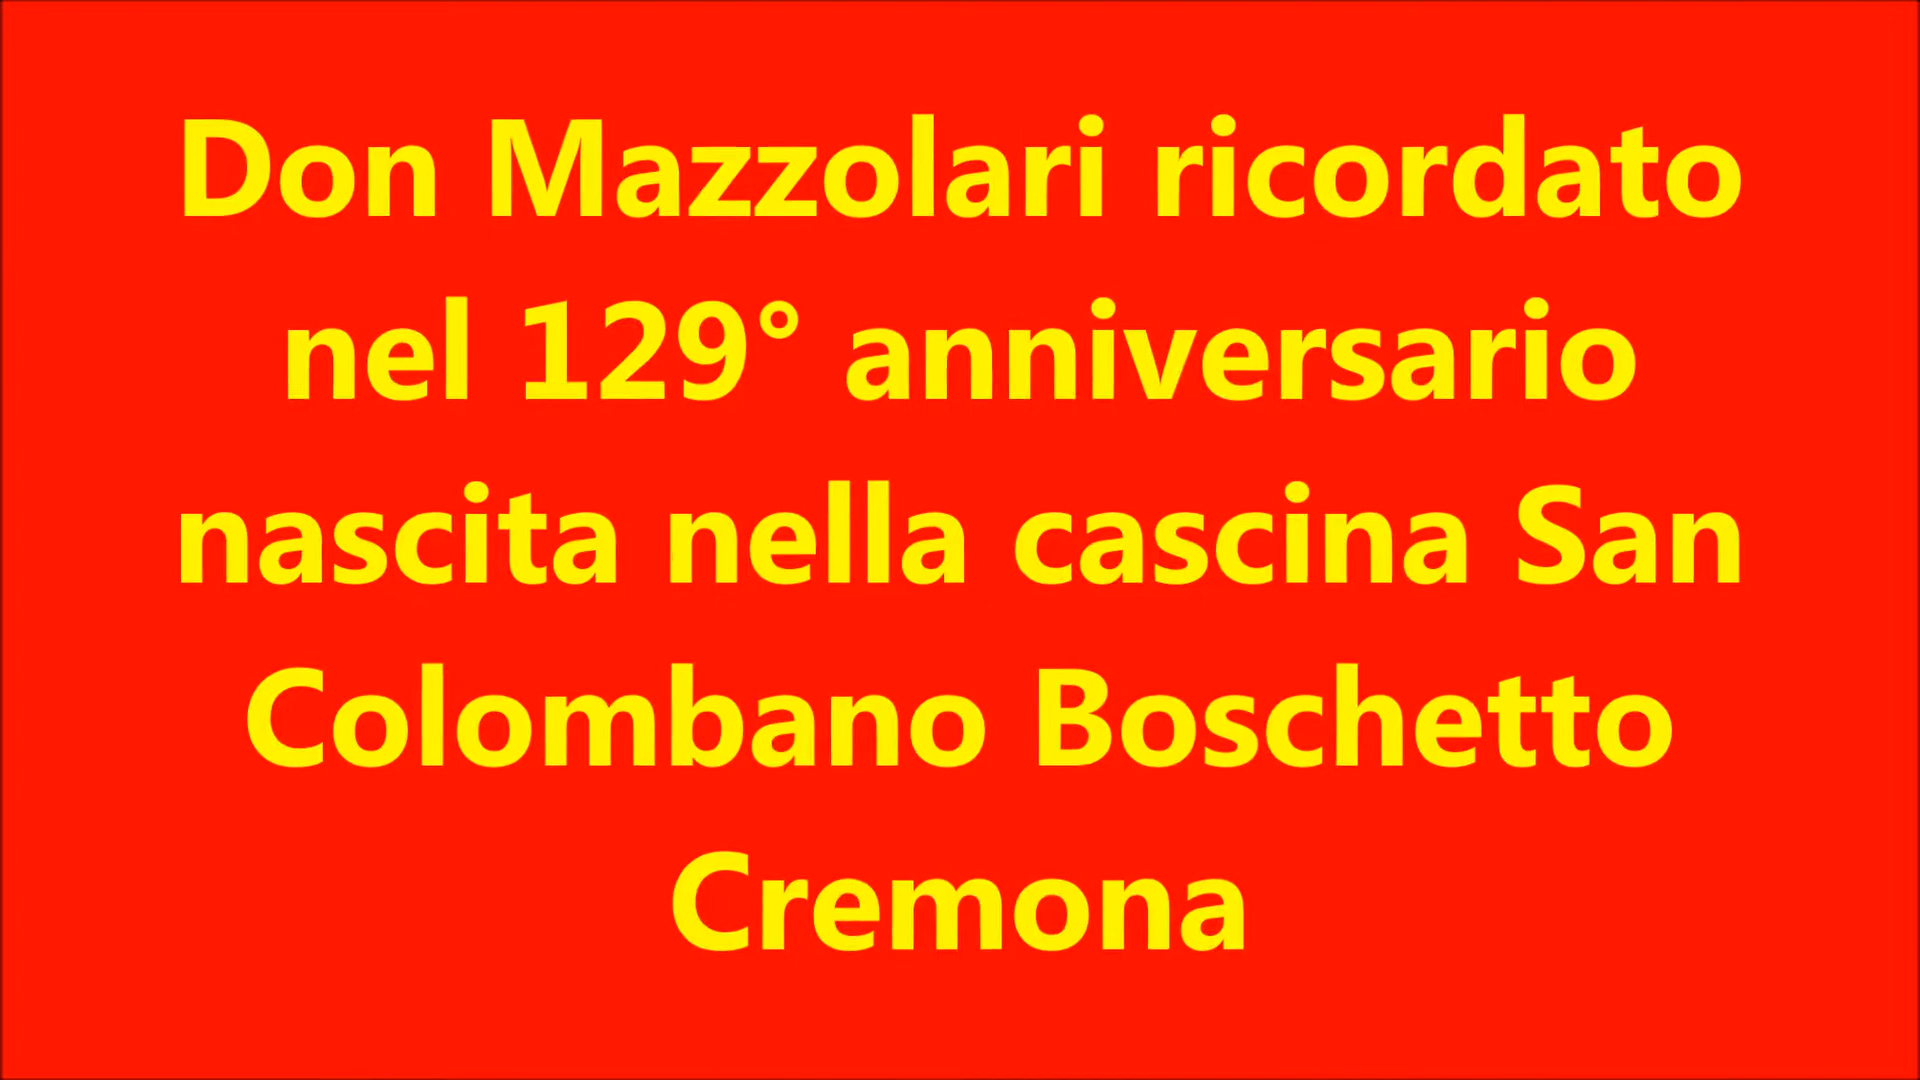 Don Mazzolari ricordato
nel 129° anniversario
nascita nella cascina San
Colombano Boschetto
Cremona